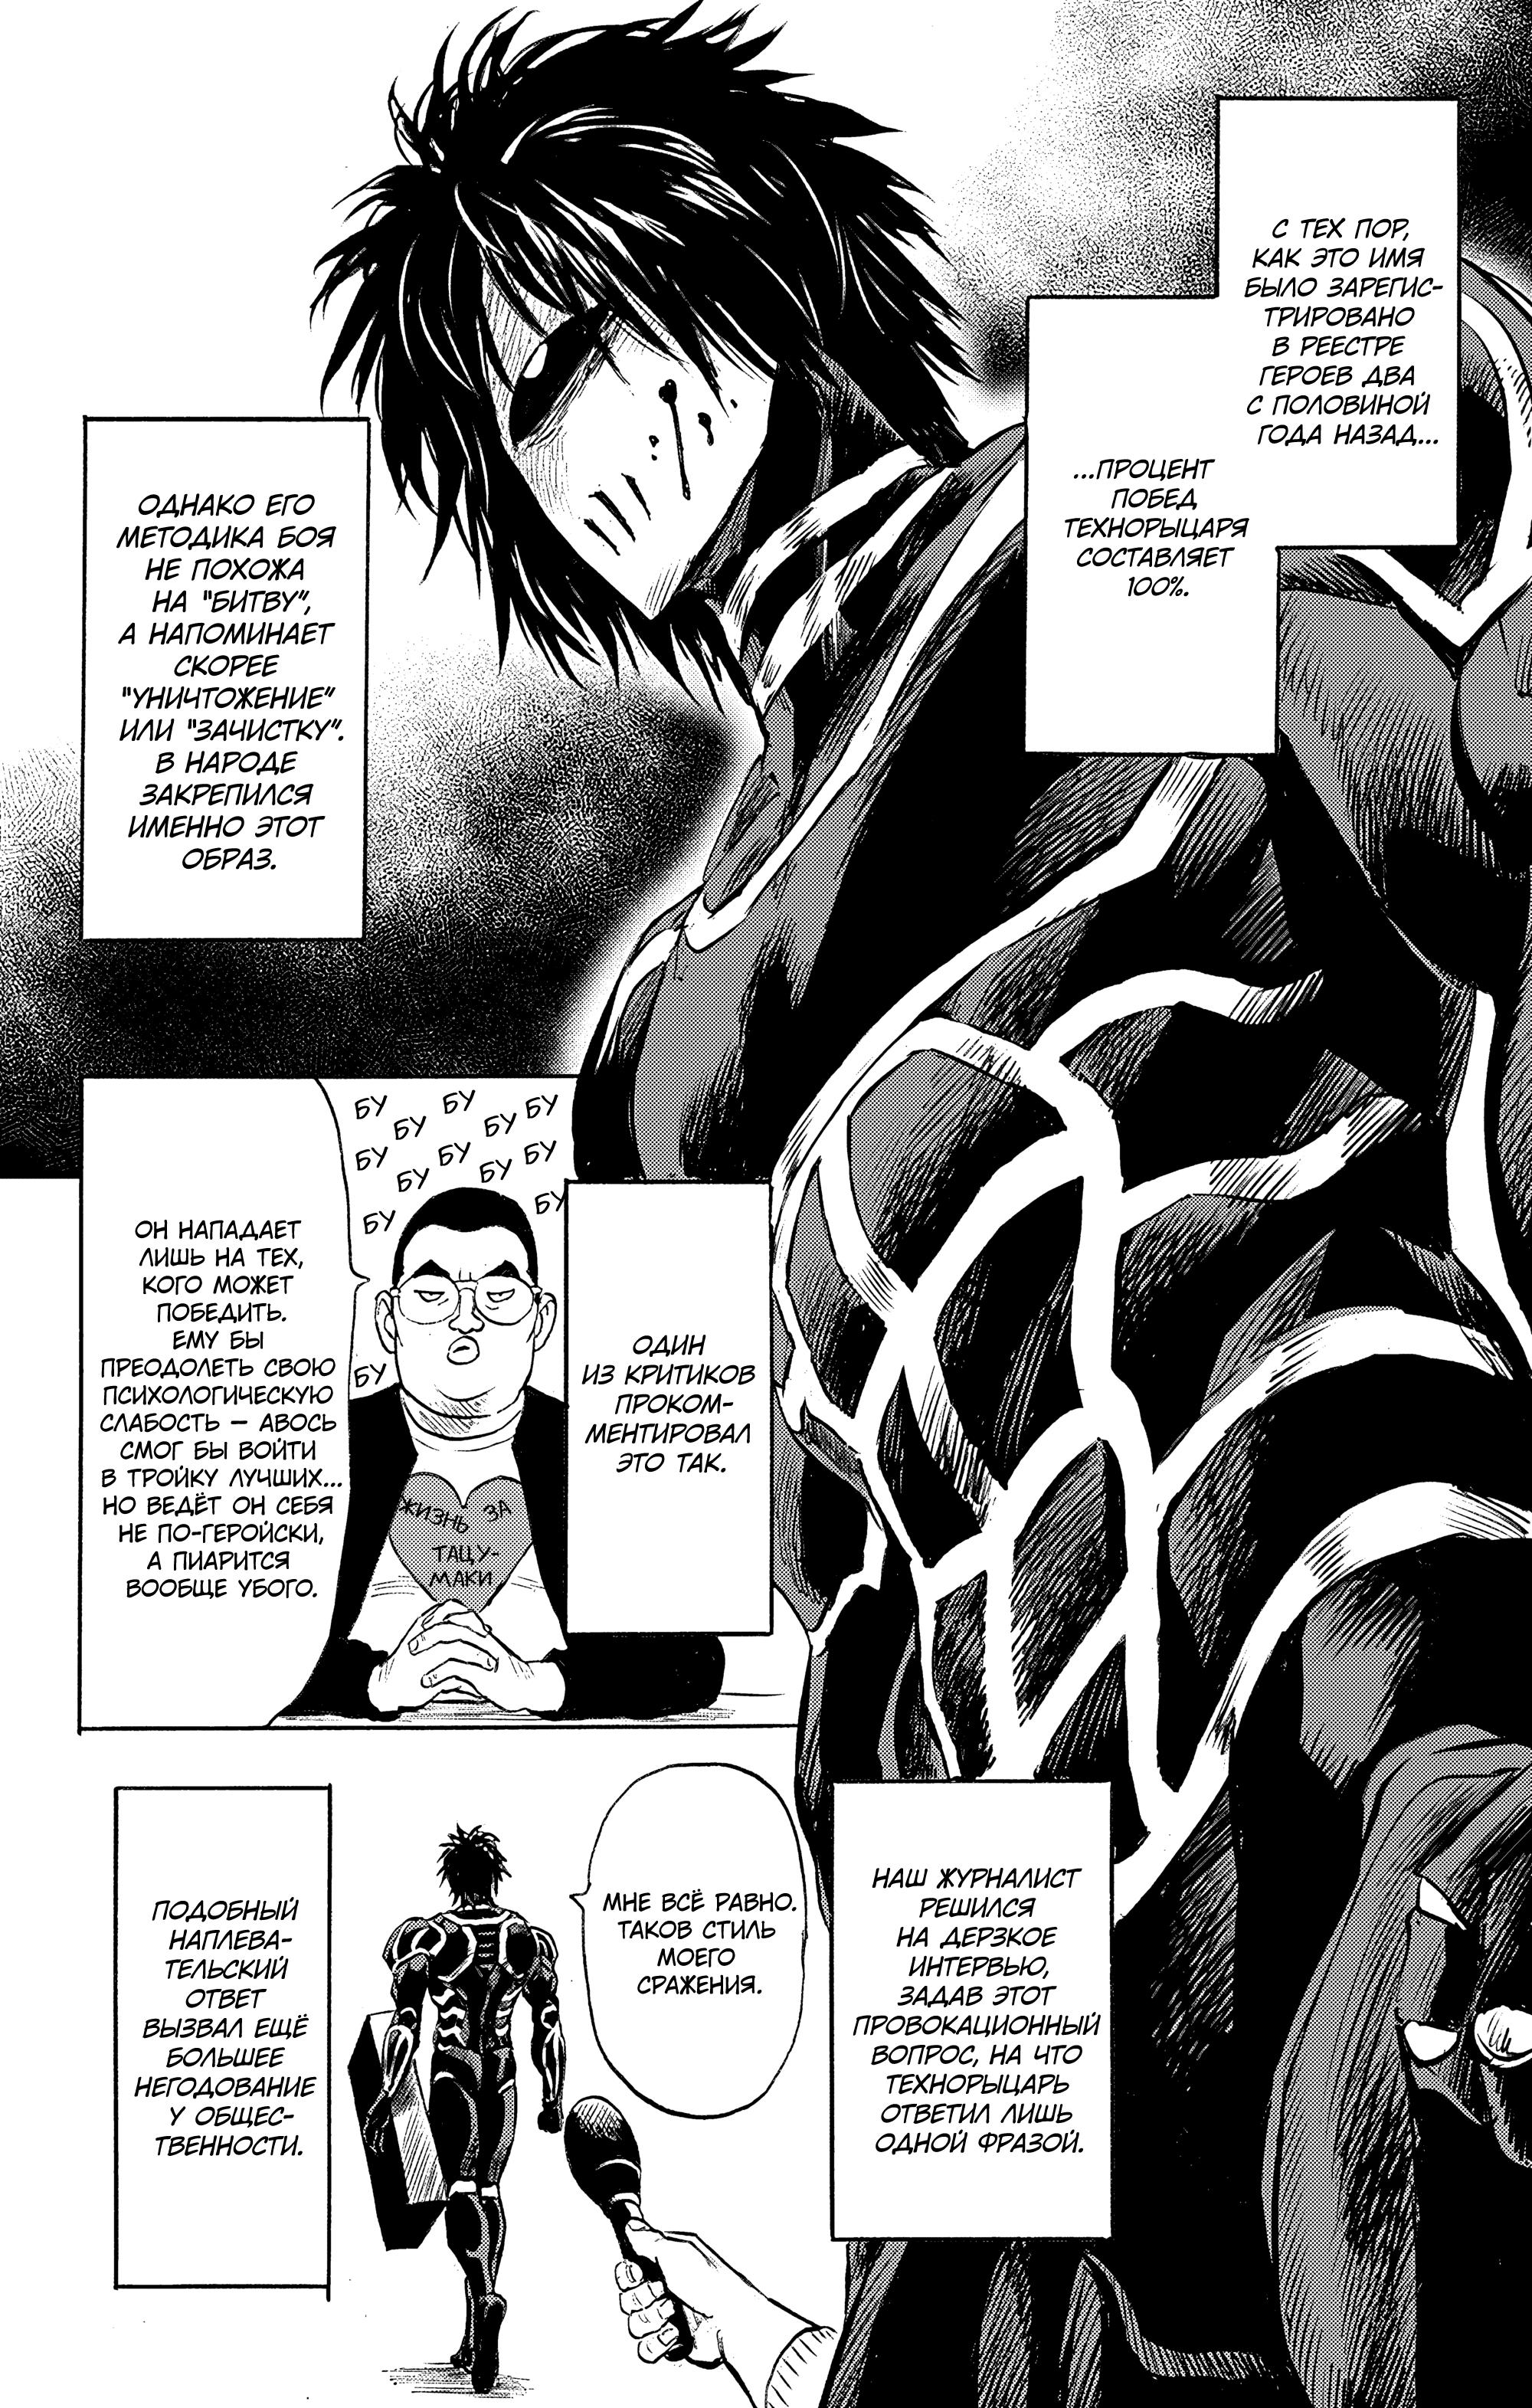 С ТЕХ ПОР,
КАК ЭТО ИМЯ
БЫЛО ЗАРЕГИС-
ТРИРОВАНО
В РЕЕСТРЕ
ГЕРОЕВ ДВА
С ПОЛОВИНОЙ
ГОДА НАЗАД...
...ПРОЦЕНТ
ПОБЕД
ТЕХНОРЫЦАРЯ
СОСТАВЛЯЕТ
100%.
ОДНАКО ЕГО
МЕТОДИКА БОЯ
НЕ ПОХОЖА
НА "БИТВУ",
А НАПОМИНАЕТ
СКОРЕЕ
"УНИЧТОЖЕНИЕ"
ИЛИ "ЗАЧИСТКУ".
В НАРОДЕ
ЗАКРЕПИЛСЯ
ИМЕННО ЭТОТ
ОБРАЗ.
ОДИН
ИЗ КРИТИКОВ
ПРОКОМ-
МЕНТИРОВАЛ
ЭТО ТАК.
БУ
БУ
БУ
БУ
БУ
БУ
БУ
БУ
БУ
БУ
БУ
БУ
БУ
ЖИЗНЬ ЗА
ТАЦУ-
МАКИ
ОН НАПАДАЕТ
ЛИШЬ НА ТЕХ,
КОГО МОЖЕТ
ПОБЕДИТЬ.
ЕМУ БЫ
ПРЕОДОЛЕТЬ СВОЮ
ПСИХОЛОГИЧЕСКУЮ
СЛАБОСТЬ — АВОСЬ
СМОГ БЫ ВОЙТИ
В ТРОЙКУ ЛУЧШИХ...
НО ВЕДЁТ ОН СЕБЯ
НЕ ПО-ГЕРОЙСКИ,
А ПИАРИТСЯ
ВООБЩЕ УБОГО.
НАШ ЖУРНАЛИСТ
РЕШИЛСЯ
НА ДЕРЗКОЕ
ИНТЕРВЬЮ,
ЗАДАВ ЭТОТ
ПРОВОКАЦИОННЫЙ
ВОПРОС, НА ЧТО
ТЕХНОРЫЦАРЬ
ОТВЕТИЛ ЛИШЬ
ОДНОЙ ФРАЗОЙ.
МНЕ ВСЁ РАВНО.
ТАКОВ СТИЛЬ
МОЕГО
СРАЖЕНИЯ.
ПОДОБНЫЙ
НАПЛЕВА-
ТЕЛЬСКИЙ
ОТВЕТ
ВЫЗВАЛ ЕЩЁ
БОЛЬШЕЕ
НЕГОДОВАНИЕ
У ОБЩЕС-
ТВЕННОСТИ.